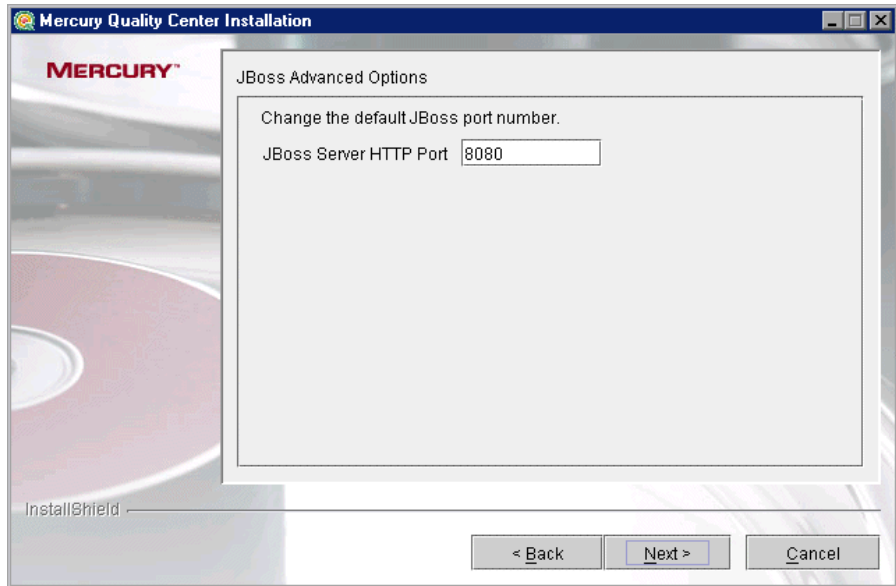 Mercury Quality Center Installation
MERCURY™
JBoss Advanced Options
Change the default JBoss port number.
JBoss Server HTTP Port 8080
InstallShield
< Back Next > Cancel